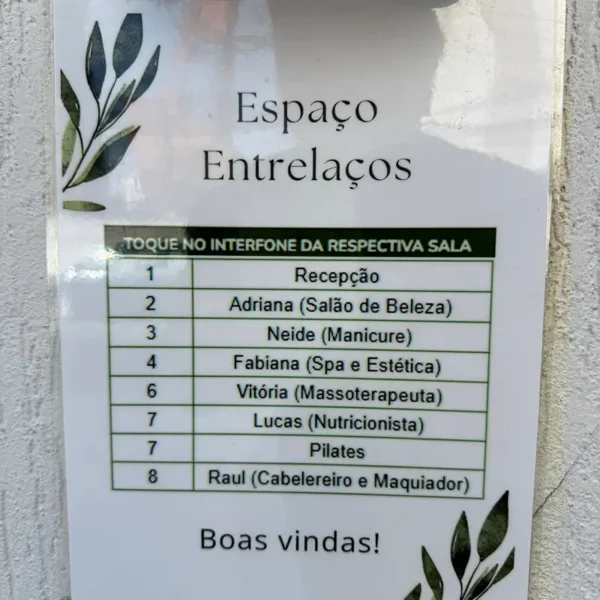 Espaço
Entrelaços
TOQUE NO INTERFONE DA RESPECTIVA SALA
1 Recepção
2 Adriana (Salão de Beleza)
3 Neide (Manicure)
4 Fabiana (Spa e Estética)
6 Vitória (Massoterapeuta)
7 Lucas (Nutricionista)
7 Pilates
8 Raul (Cabelereiro e Maquiador)
Boas vindas!